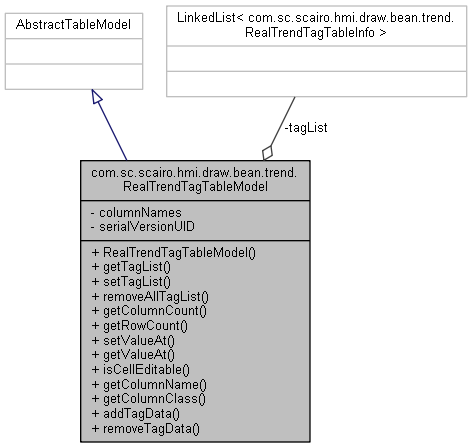 AbstractTableModel
LinkedList< com.sc.scairo.hmi.draw.bean.trend.
RealTrendTagTableInfo >
-tagList
com.sc.scairo.hmi.draw.bean.trend.
RealTrendTagTableModel
- columnNames
- serialVersionUID
+ RealTrendTagTableModel()
+ getTagList()
+ setTagList()
+ removeAllTagList()
+ getColumnCount()
+ getRowCount()
+ setValueAt()
+ getValueAt()
+ isCellEditable()
+ getColumnName()
+ getColumnClass()
+ addTagData()
+ removeTagData()